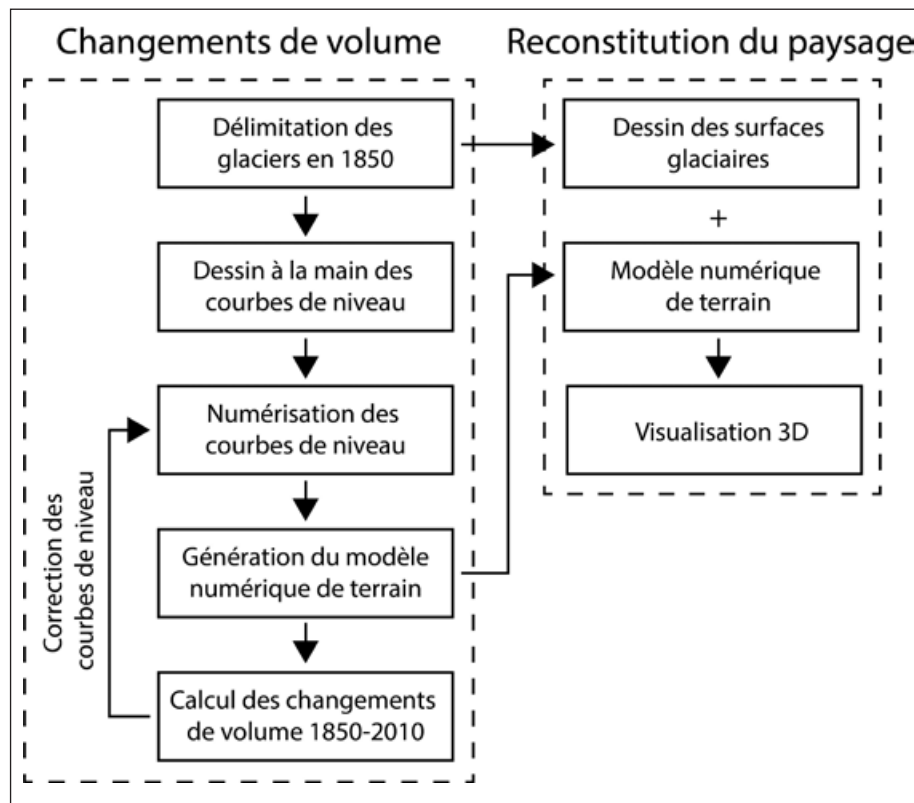 Changements de volume
Délimitation des
glaciers en 1850
Dessin à la main des
courbes de niveau
Numérisation des
courbes de niveau
Génération du modèle
numérique de terrain
Calcul des changements
de volume 1850-2010
Correction des
courbes de niveau
Reconstitution du paysage
Dessin des surfaces
glaciaires
+
Modèle numérique
de terrain
Visualisation 3D